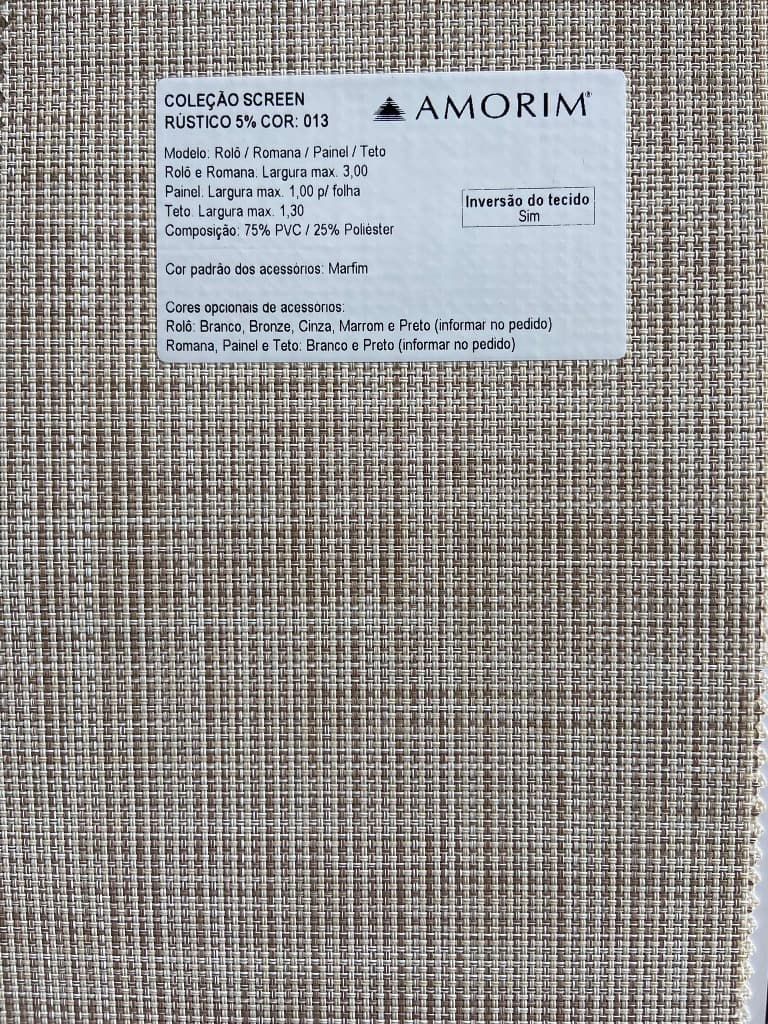 COLEÇÃO SCREEN
RÚSTICO 5% COR: 013
AMORIM®
Modelo: Rolô / Romana / Painel / Teto
Rolô e Romana. Largura max. 3,00
Painel. Largura max. 1,00 p/ folha
Teto. Largura max. 1,30
Composição: 75% PVC / 25% Poliéster
Inversão do tecido
Sim
Cor padrão dos acessórios: Marfim
Cores opcionais de acessórios:
Rolô: Branco, Bronze, Cinza, Marrom e Preto (informar no pedido)
Romana, Painel e Teto: Branco e Preto (informar no pedido)